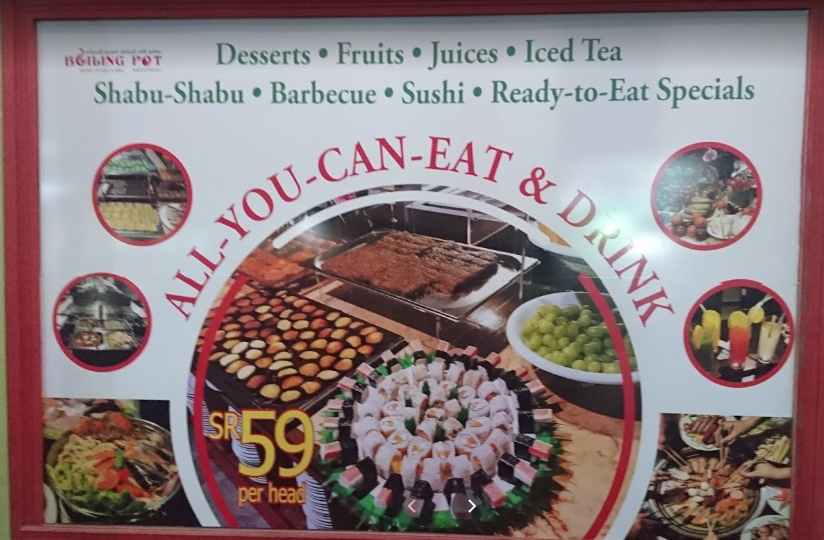 BOILING POT
Desserts • Fruits • Juices • Iced Tea
Shabu-Shabu • Barbecue • Sushi • Ready-to-Eat Specials
ALL-YOU-CAN-EAT & DRINK
SR59
per head